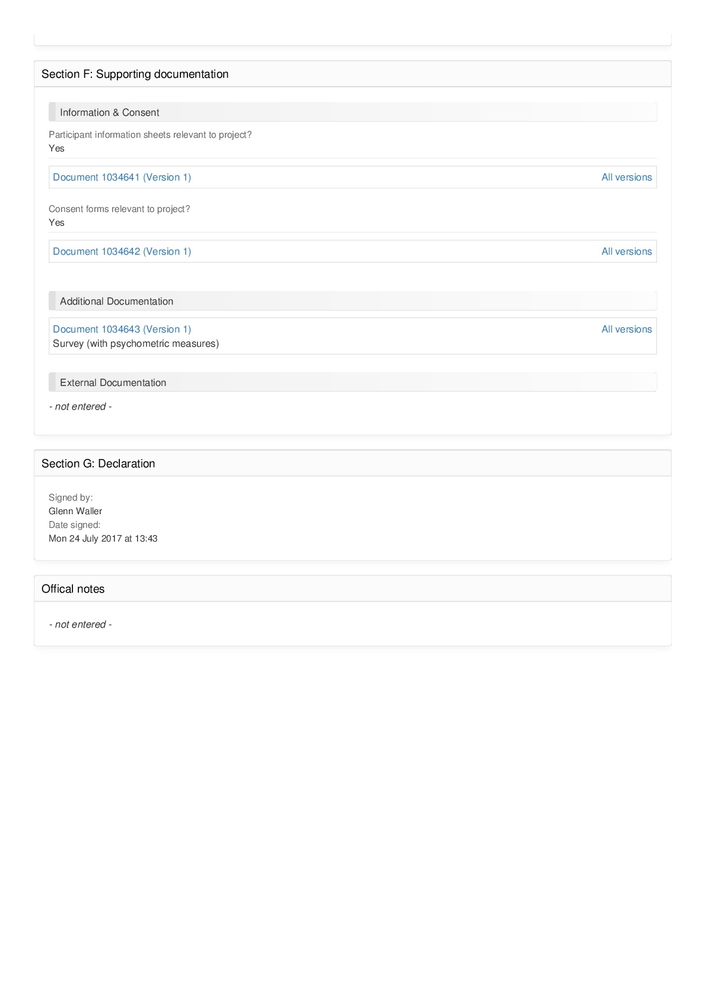 Section F: Supporting documentation
Information & Consent
Participant information sheets relevant to project?
Yes
Document 1034641 (Version 1) All versions
Consent forms relevant to project?
Yes
Document 1034642 (Version 1) All versions
Additional Documentation
Document 1034643 (Version 1) All versions
Survey (with psychometric measures)
External Documentation
- not entered -
Section G: Declaration
Signed by:
Glenn Waller
Date signed:
Mon 24 July 2017 at 13:43
Offical notes
- not entered -